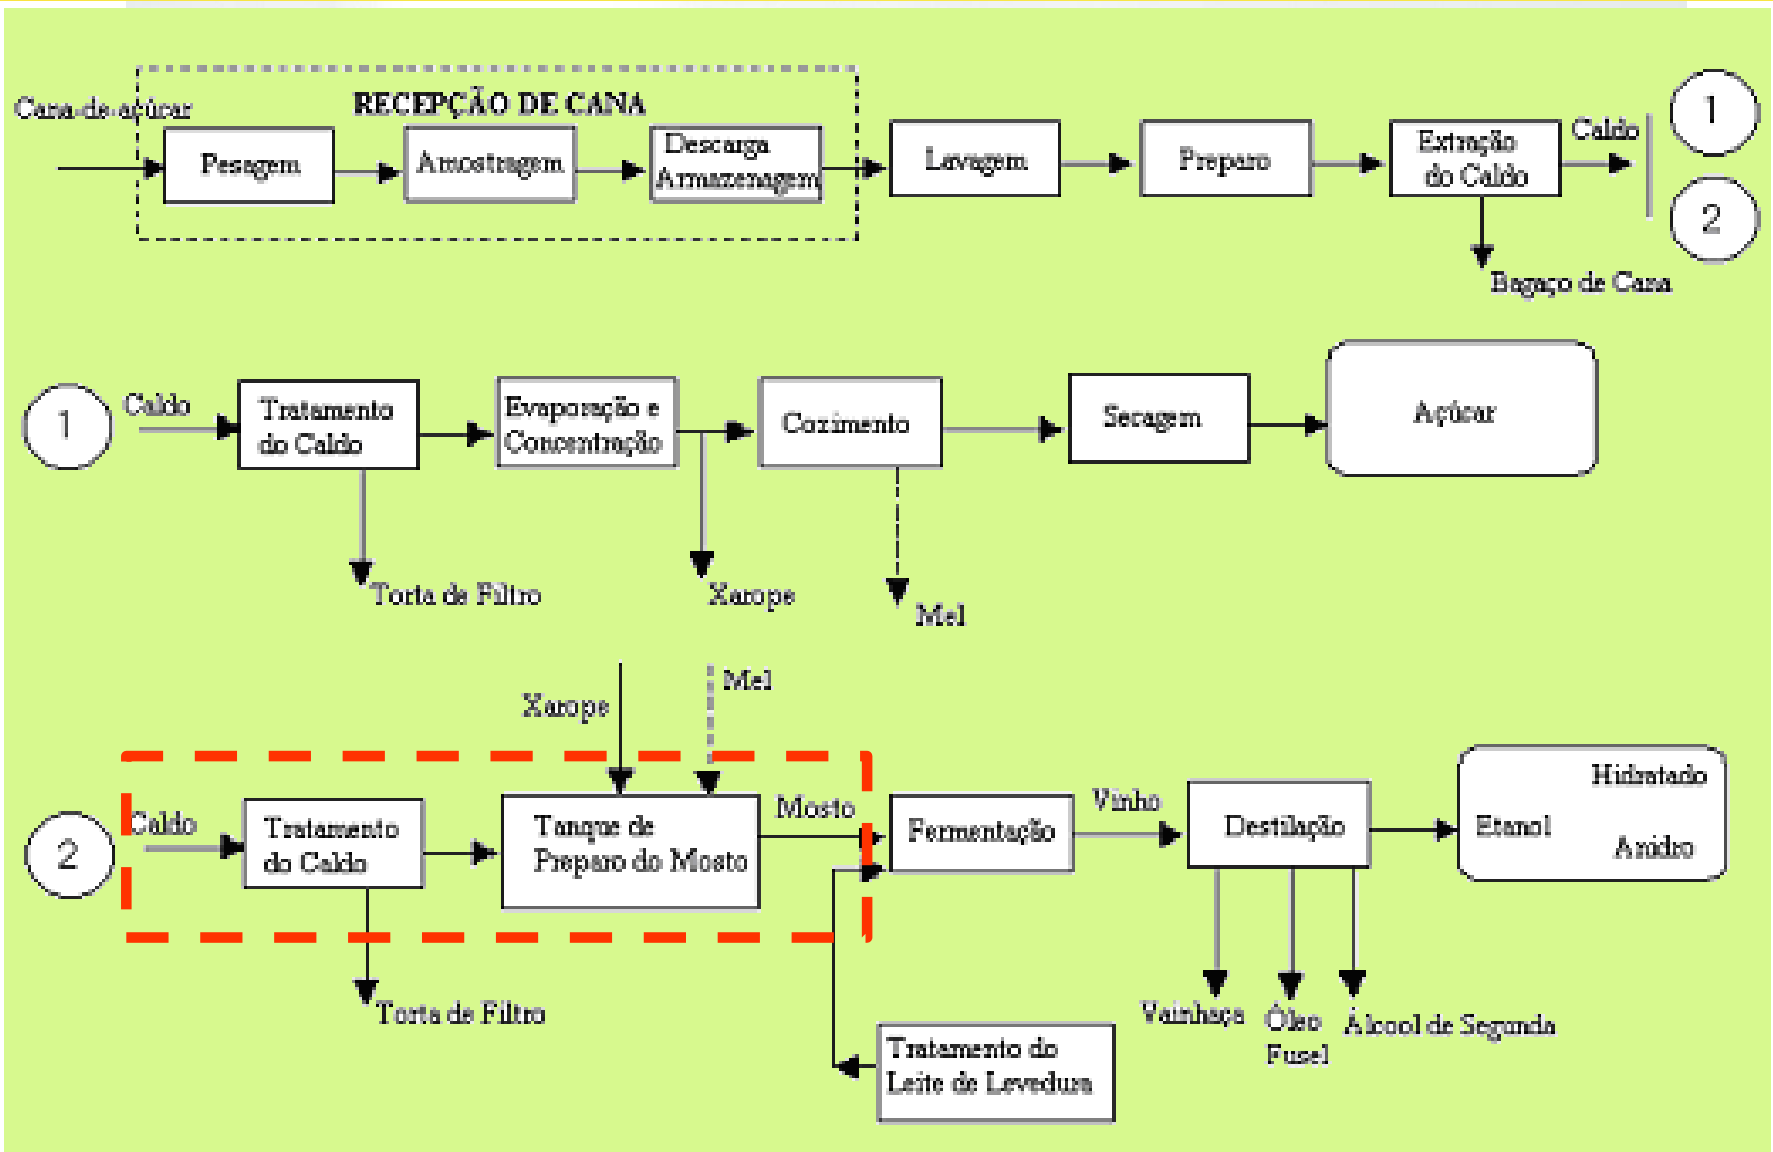 RECEPÇÃO DE CANA
Cana-de-açúcar
Pesagem
Amostragem
Descarga
Armazenagem
Lavagem
Preparo
Extração
do Caldo
Caldo
1
2
Bagaço de Cana
1
Caldo
Tratamento
do Caldo
Evaporação e
Concentração
Cozimento
Secagem
Açúcar
Torta de Filtro
Xarope
Mel
Xarope
Mel
2
Caldo
Tratamento
do Caldo
Tanque de
Preparo do Mosto
Mosto
Fermentação
Vinho
Destilação
Hidratado
Etanol
Anidro
Torta de Filtro
Vainhaça
Óleo
Fusel
Álcool de Segunda
Tratamento do
Leite de Levedura